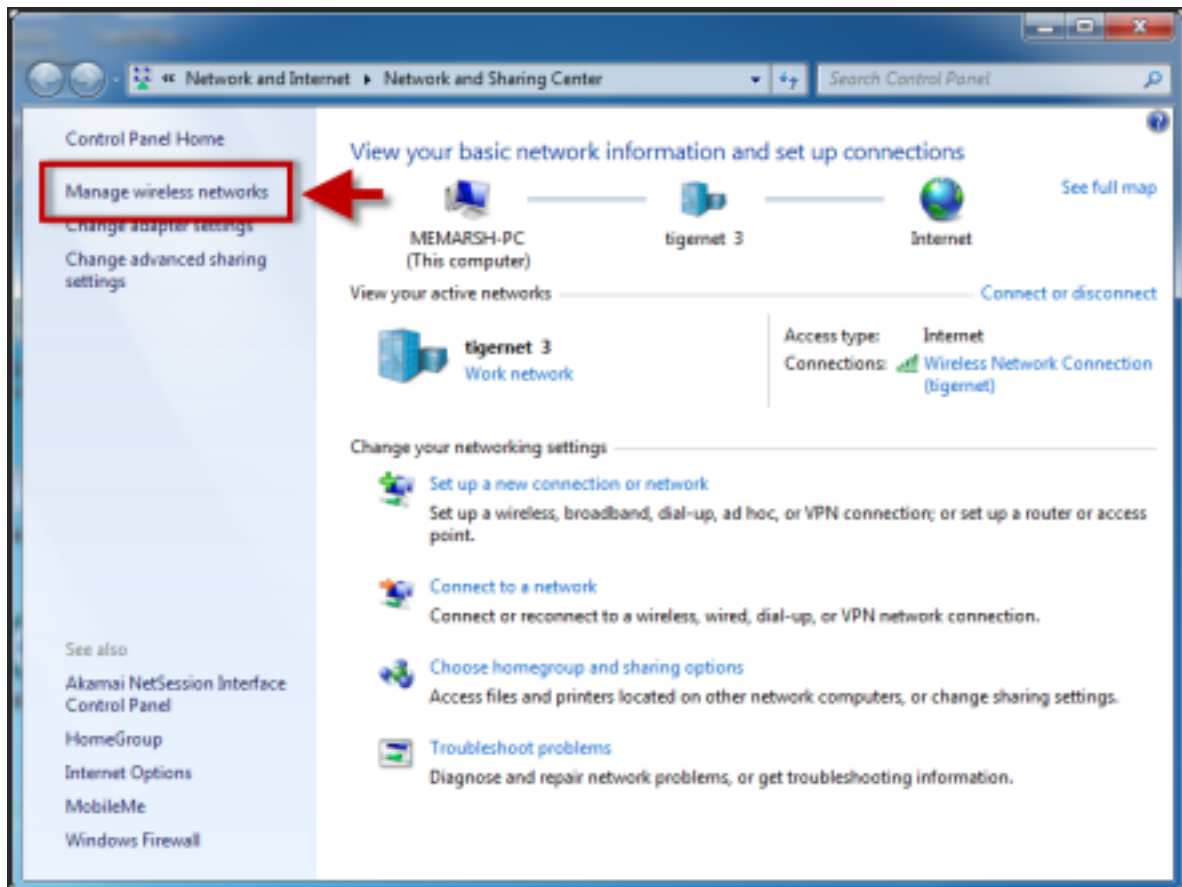 « Network and Internet ▸ Network and Sharing Center
Search Control Panel
Control Panel Home
Manage wireless networks
Change adapter settings
Change advanced sharing
settings
See also
Akamai NetSession Interface
Control Panel
HomeGroup
Internet Options
MobileMe
Windows Firewall
View your basic network information and set up connections
See full map
MEMARSH-PC
(This computer)
tigernet 3
Internet
View your active networks
Connect or disconnect
tigernet 3
Work network
Access type: Internet
Connections: Wireless Network Connection
(tigernet)
Change your networking settings
Set up a new connection or network
Set up a wireless, broadband, dial-up, ad hoc, or VPN connection; or set up a router or access
point.
Connect to a network
Connect or reconnect to a wireless, wired, dial-up, or VPN network connection.
Choose homegroup and sharing options
Access files and printers located on other network computers, or change sharing settings.
Troubleshoot problems
Diagnose and repair network problems, or get troubleshooting information.